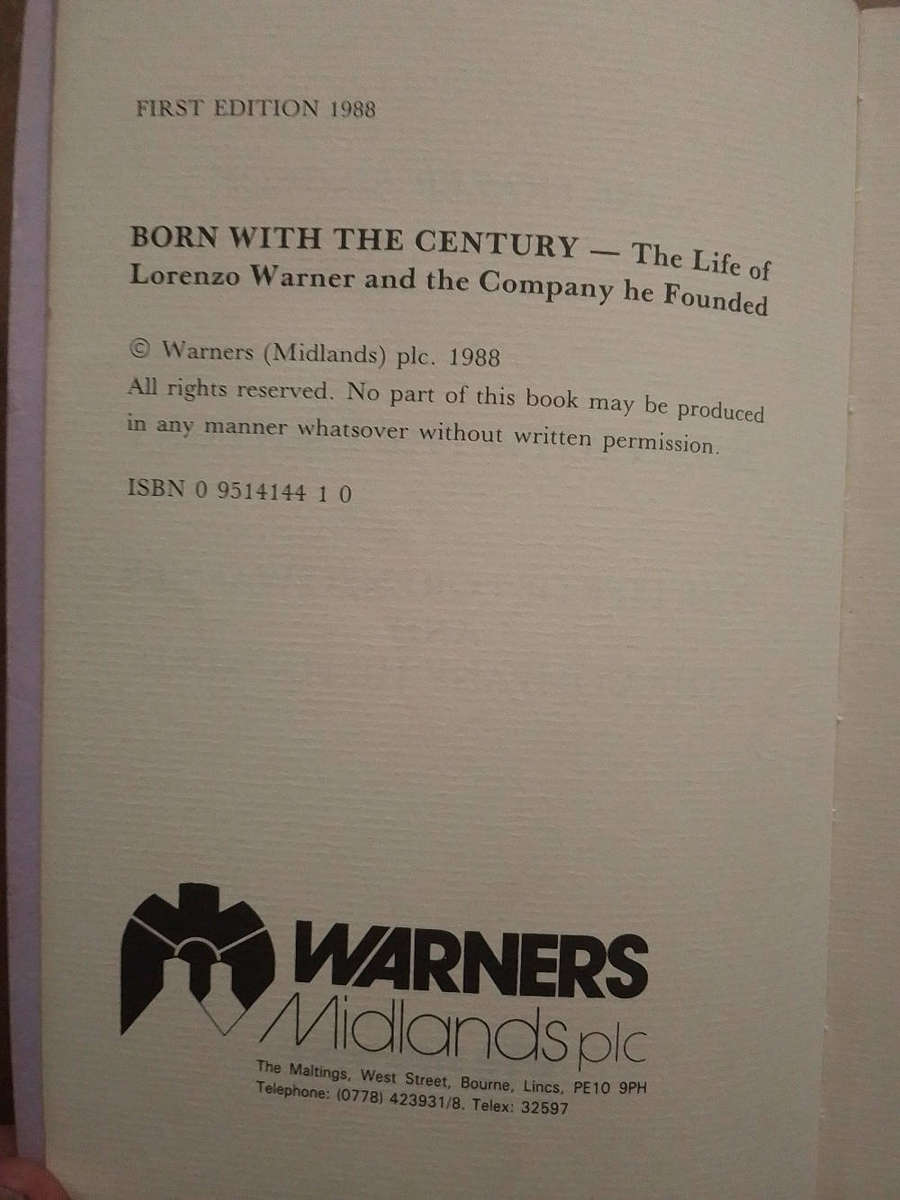 FIRST EDITION 1988
BORN WITH THE CENTURY — The Life of
Lorenzo Warner and the Company he Founded
© Warners (Midlands) plc. 1988
All rights reserved. No part of this book may be produced
in any manner whatsover without written permission.
ISBN 0 9514144 1 0
WARNERS
Midlands plc
The Maltings, West Street, Bourne, Lincs, PE10 9PH
Telephone: (0778) 423931/8. Telex: 32597